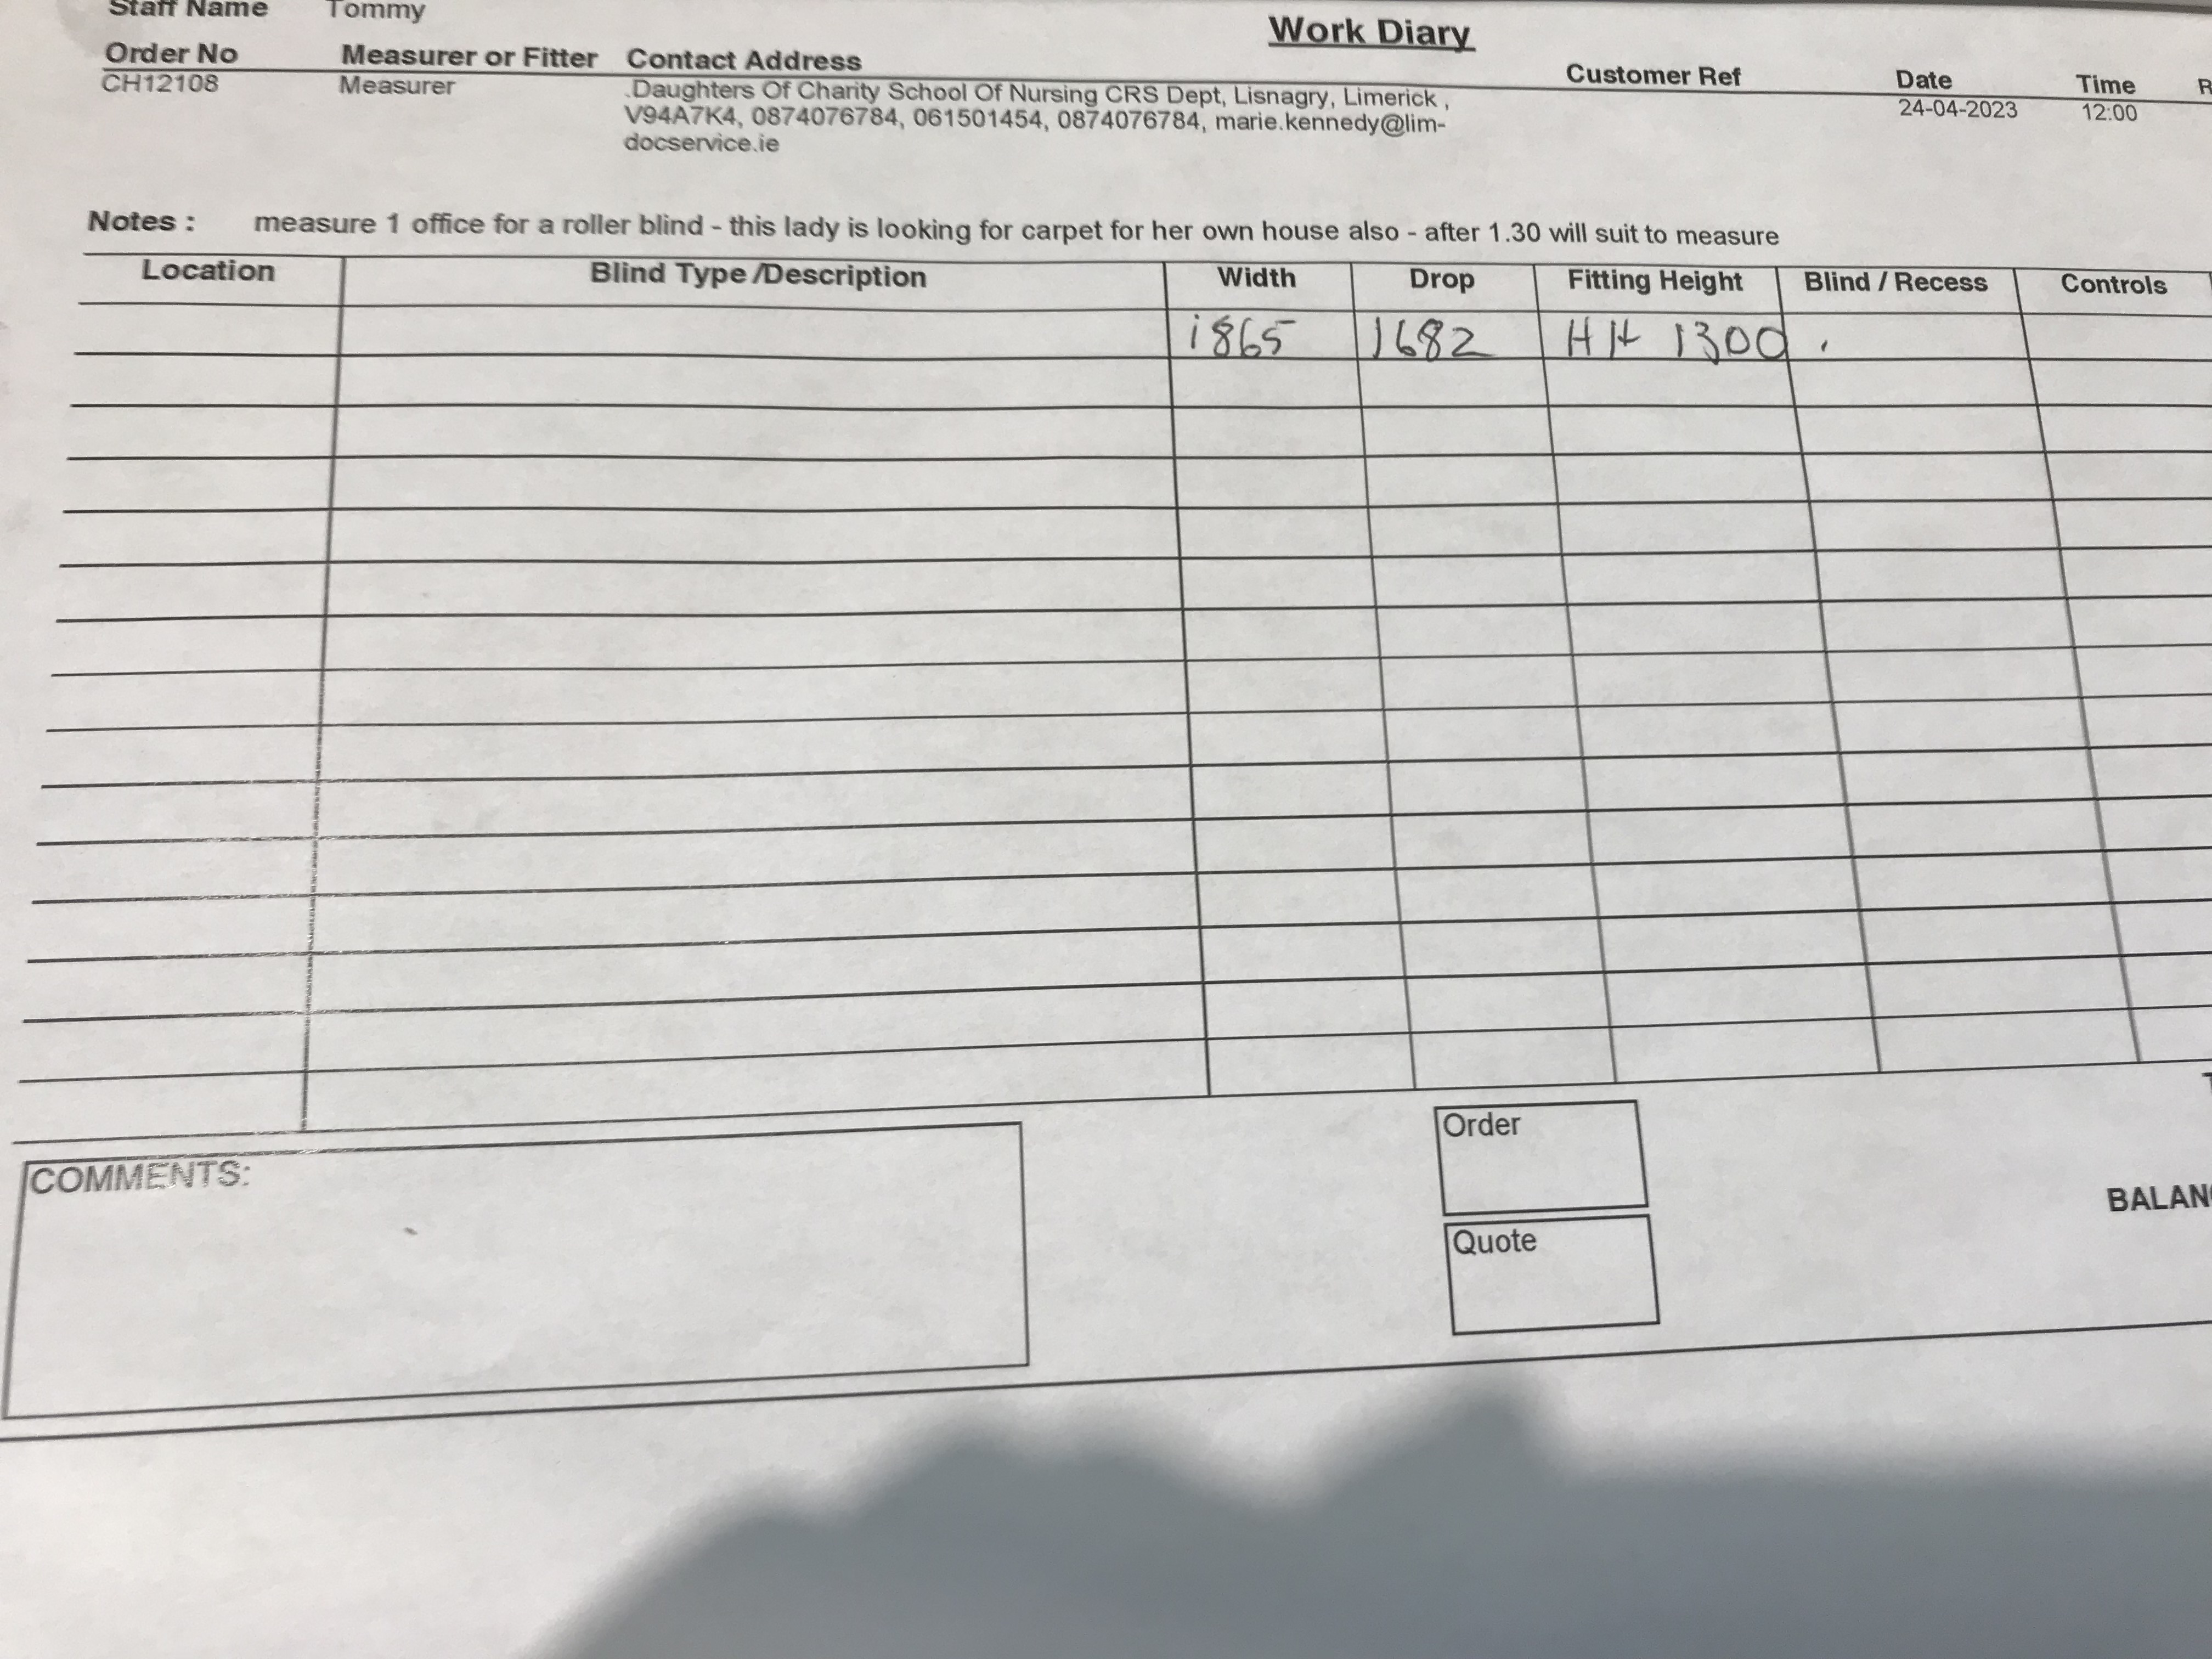 Staff Name Tommy
Work Diary
Order No Measurer or Fitter Contact Address Customer Ref Date Time R
CH12108 Measurer .Daughters Of Charity School Of Nursing CRS Dept, Lisnagry, Limerick , 24-04-2023 12:00
V94A7K4, 0874076784, 061501454, 0874076784, marie.kennedy@lim-
docservice.ie
Notes : measure 1 office for a roller blind - this lady is looking for carpet for her own house also - after 1.30 will suit to measure
Location Blind Type /Description Width Drop Fitting Height Blind / Recess Controls
1865 1682 HH 1300
Order
COMMENTS:
BALAN
Quote